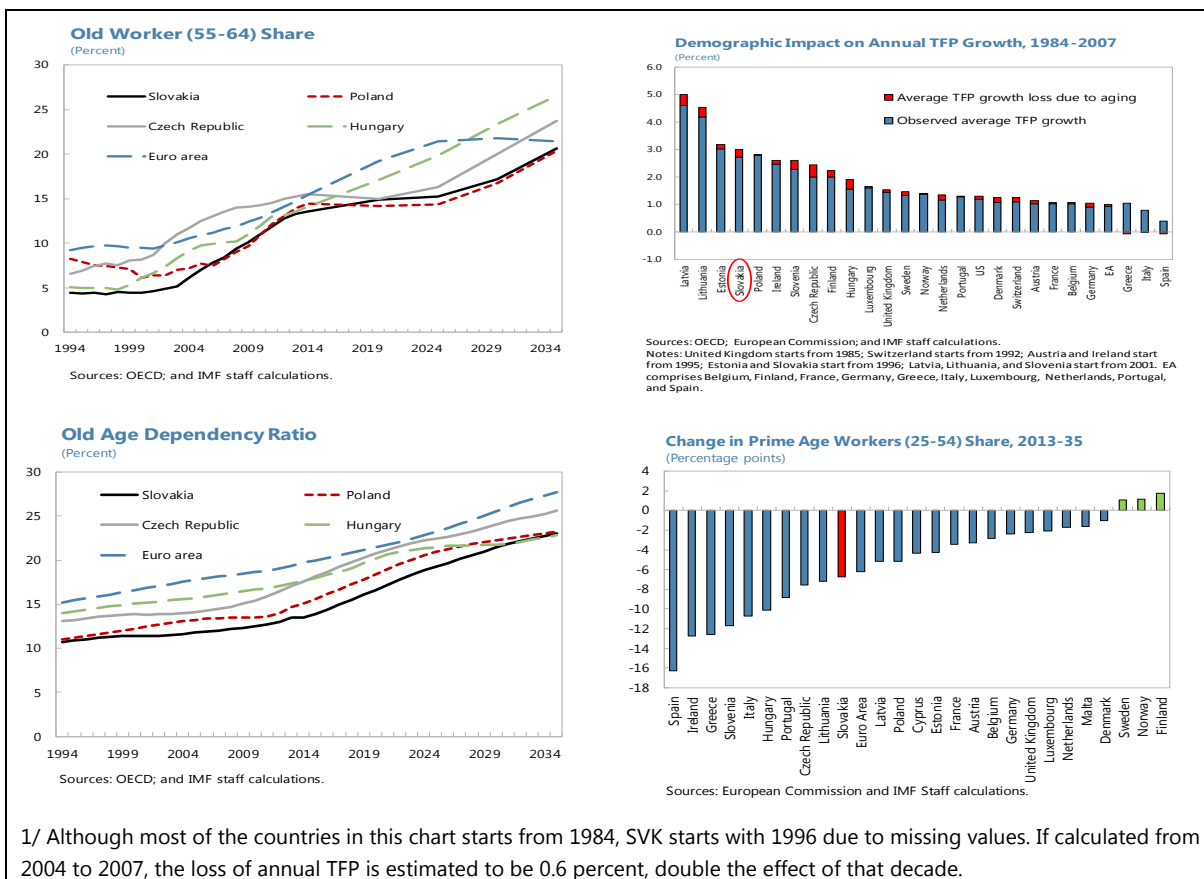 Old Worker (55-64) Share
(Percent)
30
25
20
15
10
5
0
Slovakia
Poland
Czech Republic
Hungary
Euro area
1994 1999 2004 2009 2014 2019 2024 2029 2034
Sources: OECD; and IMF staff calculations.
Demographic Impact on Annual TFP Growth, 1984-2007
(Percent)
6.0
5.0
4.0
3.0
2.0
1.0
0.0
-1.0
Average TFP growth loss due to aging
Observed average TFP growth
Latvia
Lithuania
Estonia
Slovakia
Poland
Ireland
Slovenia
Czech Republic
Finland
Hungary
Luxembourg
United Kingdom
Sweden
Norway
Netherlands
Portugal
US
Denmark
Switzerland
Austria
France
Belgium
Germany
EA
Greece
Italy
Spain
Sources: OECD; European Commission; and IMF staff calculations.
Notes: United Kingdom starts from 1985; Switzerland starts from 1992; Austria and Ireland start
from 1995; Estonia and Slovakia start from 1996; Latvia, Lithuania, and Slovenia start from 2001. EA
comprises Belgium, Finland, France, Germany, Greece, Italy, Luxembourg, Netherlands, Portugal,
and Spain.
Old Age Dependency Ratio
(Percent)
30
25
20
15
10
5
0
Slovakia
Poland
Czech Republic
Hungary
Euro area
1994 1999 2004 2009 2014 2019 2024 2029 2034
Sources: OECD; and IMF staff calculations.
Change in Prime Age Workers (25-54) Share, 2013-35
(Percentage points)
4
2
0
-2
-4
-6
-8
-10
-12
-14
-16
-18
Spain
Ireland
Greece
Slovenia
Italy
Hungary
Portugal
Czech Republic
Lithuania
Slovakia
Euro Area
Latvia
Poland
Cyprus
Estonia
France
Austria
Belgium
Germany
United Kingdom
Luxembourg
Netherlands
Malta
Denmark
Sweden
Norway
Finland
Sources: European Commission and IMF Staff calculations.
1/ Although most of the countries in this chart starts from 1984, SVK starts with 1996 due to missing values. If calculated from
2004 to 2007, the loss of annual TFP is estimated to be 0.6 percent, double the effect of that decade.